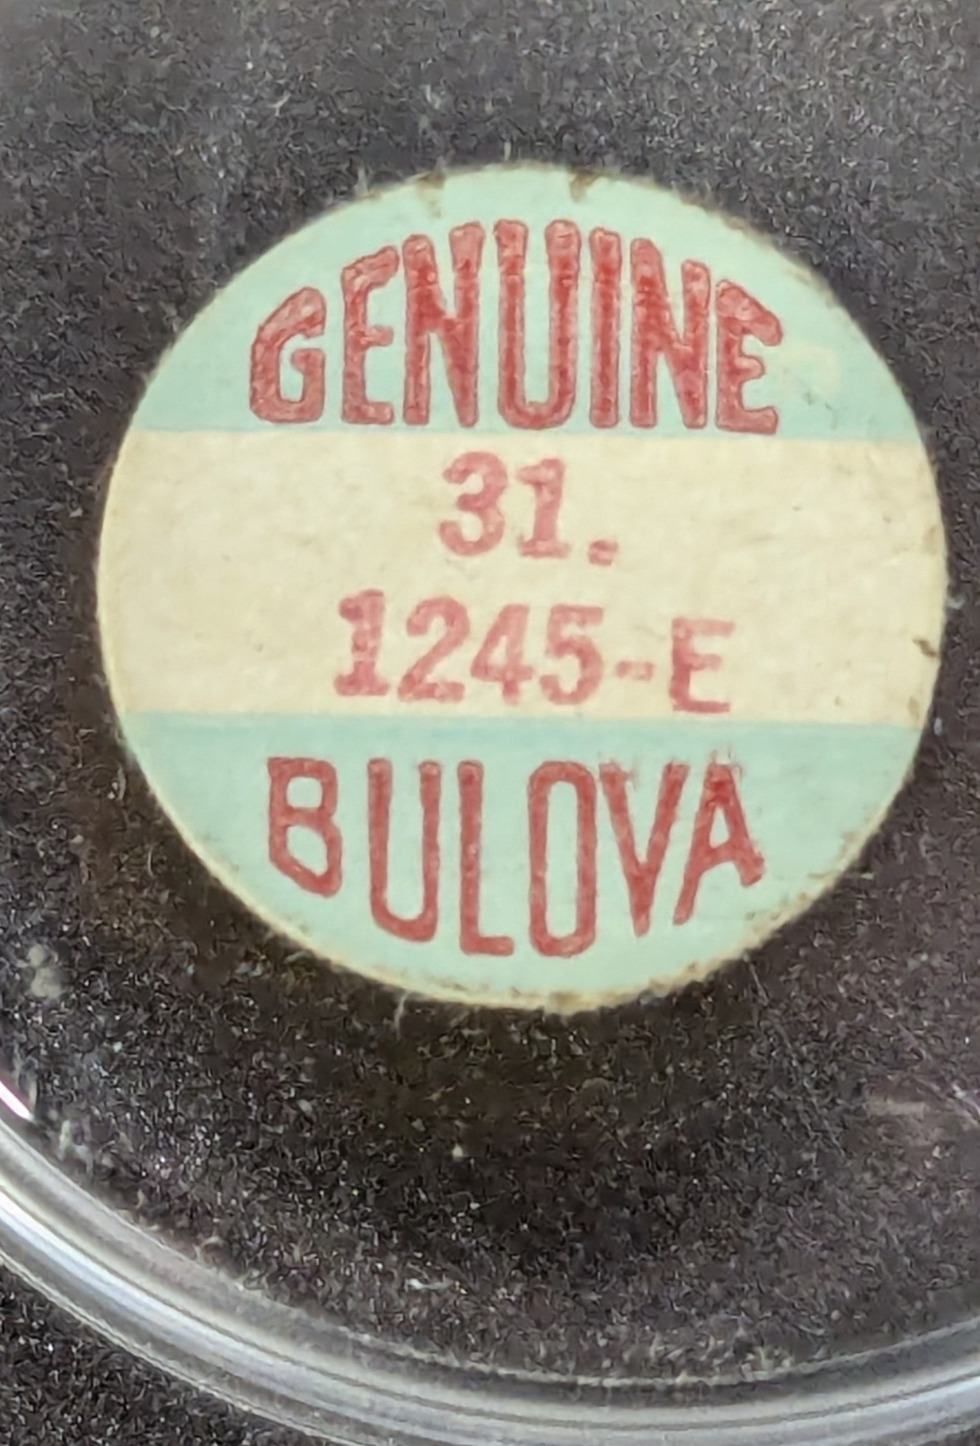 GENUINE
31.
1245-E
BULOVA